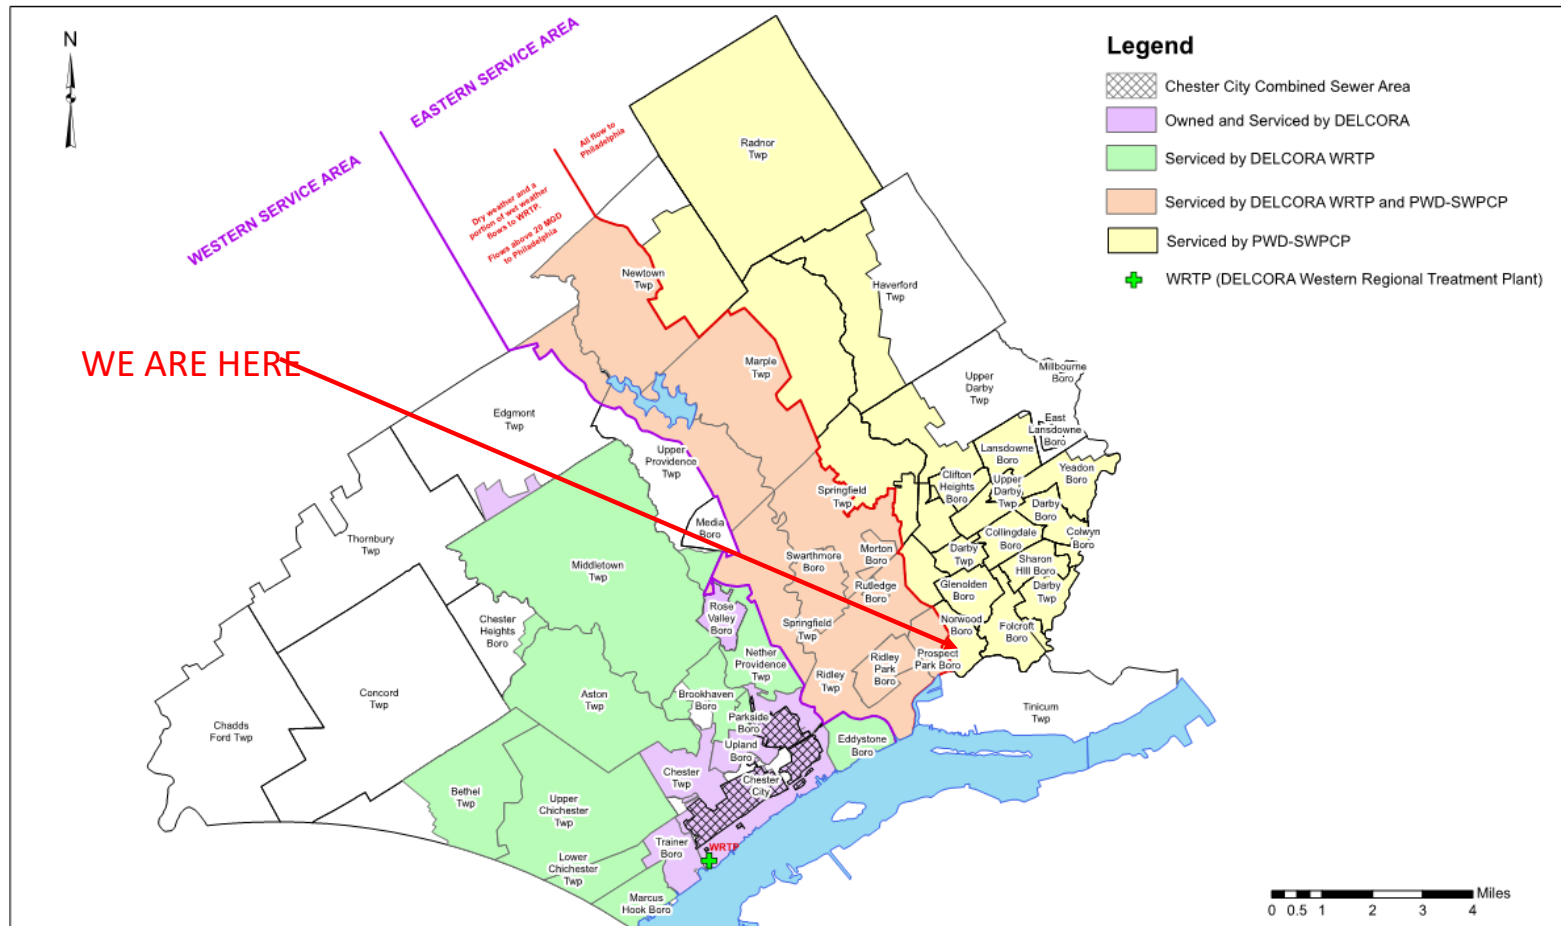 N
WESTERN SERVICE AREA
EASTERN SERVICE AREA
Dry weather and a
portion of wet weather
flows to WRTP.
Flows above 20 MGD
to Philadelphia
All flow to
Philadelphia
Legend
Chester City Combined Sewer Area
Owned and Serviced by DELCORA
Serviced by DELCORA WRTP
Serviced by DELCORA WRTP and PWD-SWPCP
Serviced by PWD-SWPCP
WRTP (DELCORA Western Regional Treatment Plant)
WE ARE HERE
Radnor
Twp
Newtown
Twp
Haverford
Twp
Marple
Twp
Upper
Darby
Twp
Millbourne
Boro
East
Lansdowne
Boro
Lansdowne
Boro
Yeadon
Boro
Edgmont
Twp
Upper
Providence
Twp
Clifton
Heights
Boro
Upper
Darby
Twp
Springfield
Twp
Darby
Boro
Media
Boro
Collingdale
Boro
Colwyn
Boro
Thornbury
Twp
Morton
Boro
Swarthmore
Boro
Darby
Twp
Sharon
Hill Boro
Middletown
Twp
Rutledge
Boro
Glenolden
Boro
Darby
Twp
Rose
Valley
Boro
Chester
Heights
Boro
Springfield
Twp
Norwood
Boro
Folcroft
Boro
Nether
Providence
Twp
Ridley
Park
Boro
Prospect
Park Boro
Ridley
Twp
Concord
Twp
Aston
Twp
Brookhaven
Boro
Tinicum
Twp
Chadds
Ford Twp
Parkside
Boro
Upland
Boro
Eddystone
Boro
Chester
Twp
Chester
City
Bethel
Twp
Upper
Chichester
Twp
Trainer
Boro
WRTP
Lower
Chichester
Twp
Marcus
Hook Boro
Miles
0 0.5 1 2 3 4